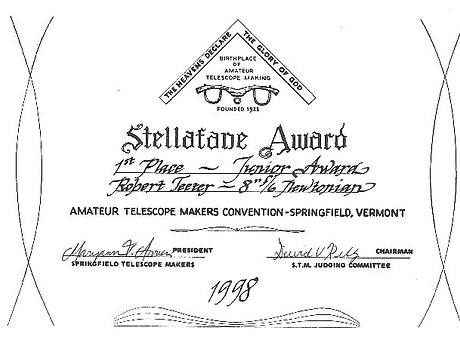 THE HEAVENS DECLARE
THE GLORY OF GOD
BIRTHPLACE
OF
AMATEUR
TELESCOPE MAKING
FOUNDED 1923
Stellafane Award
1st Place ~ Junior Award
Robert Teeter ~ 8" f/6 Newtonian
AMATEUR TELESCOPE MAKERS CONVENTION-SPRINGFIELD, VERMONT
PRESIDENT
SPRINGFIELD TELESCOPE MAKERS
CHAIRMAN
S.T.M. JUDGING COMMITTEE
1998